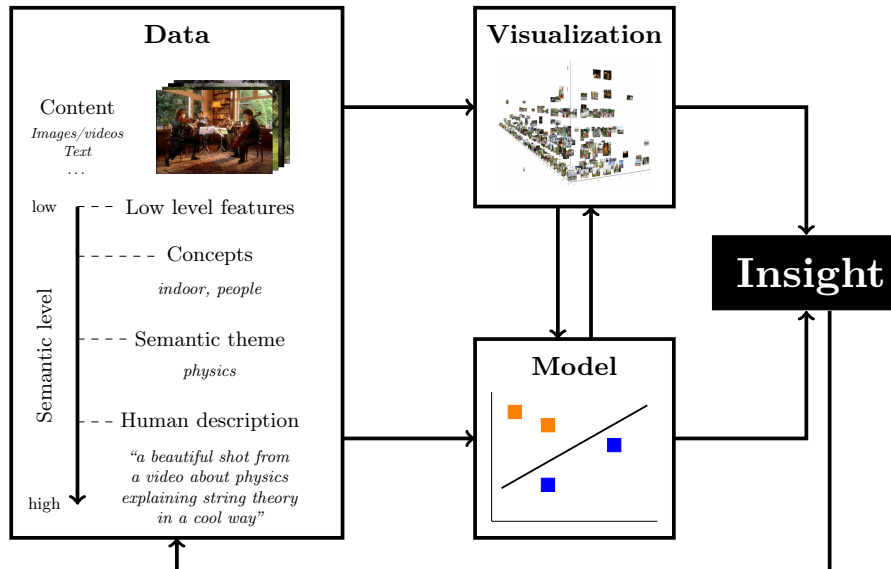 Data
Content
Images/videos
Text
. . .
low
Low level features
Concepts
indoor, people
Semantic level
Semantic theme
physics
Human description
“a beautiful shot from
a video about physics
explaining string theory
in a cool way”
high
Visualization
Model
Insight